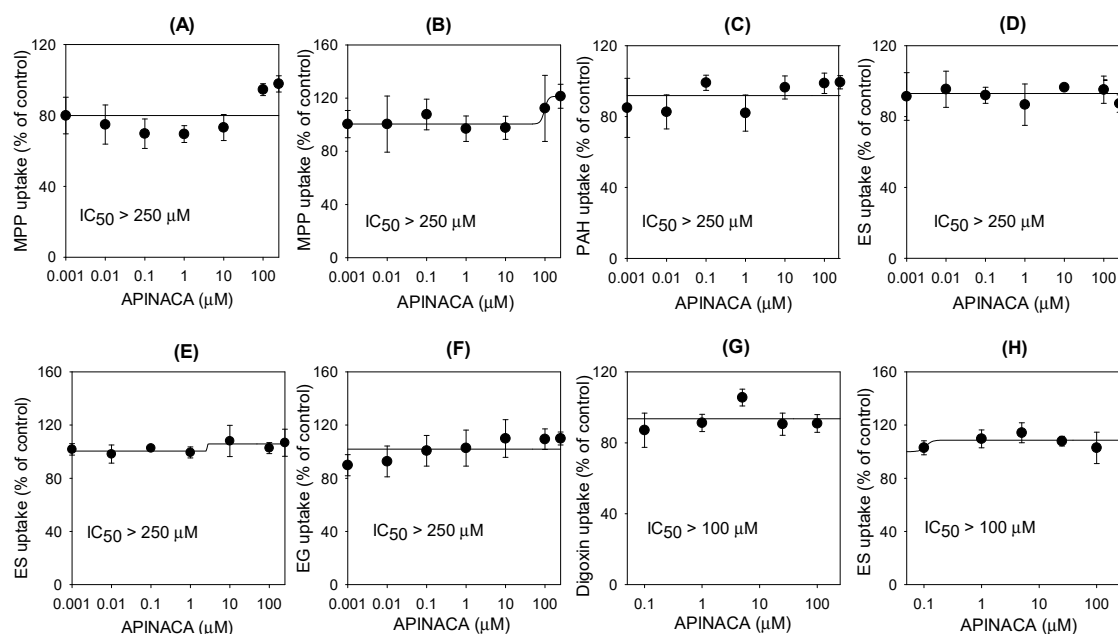 (A)
MPP uptake (% of control)
120
80
40
0
IC50 > 250 μM
0.001 0.01 0.1 1 10 100
APINACA (μM)
(B)
MPP uptake (% of control)
160
120
80
40
0
IC50 > 250 μM
0.001 0.01 0.1 1 10 100
APINACA (μM)
(C)
PAH uptake (% of control)
120
80
40
0
IC50 > 250 μM
0.001 0.01 0.1 1 10 100
APINACA (μM)
(D)
ES uptake (% of control)
120
80
40
0
IC50 > 250 μM
0.001 0.01 0.1 1 10 100
APINACA (μM)
(E)
ES uptake (% of control)
160
120
80
40
0
IC50 > 250 μM
0.001 0.01 0.1 1 10 100
APINACA (μM)
(F)
EG uptake (% of control)
160
120
80
40
0
IC50 > 250 μM
0.001 0.01 0.1 1 10 100
APINACA (μM)
(G)
Digoxin uptake (% of control)
120
80
40
0
IC50 > 100 μM
0.1 1 10 100
APINACA (μM)
(H)
ES uptake (% of control)
160
120
80
40
0
IC50 > 100 μM
0.1 1 10 100
APINACA (μM)